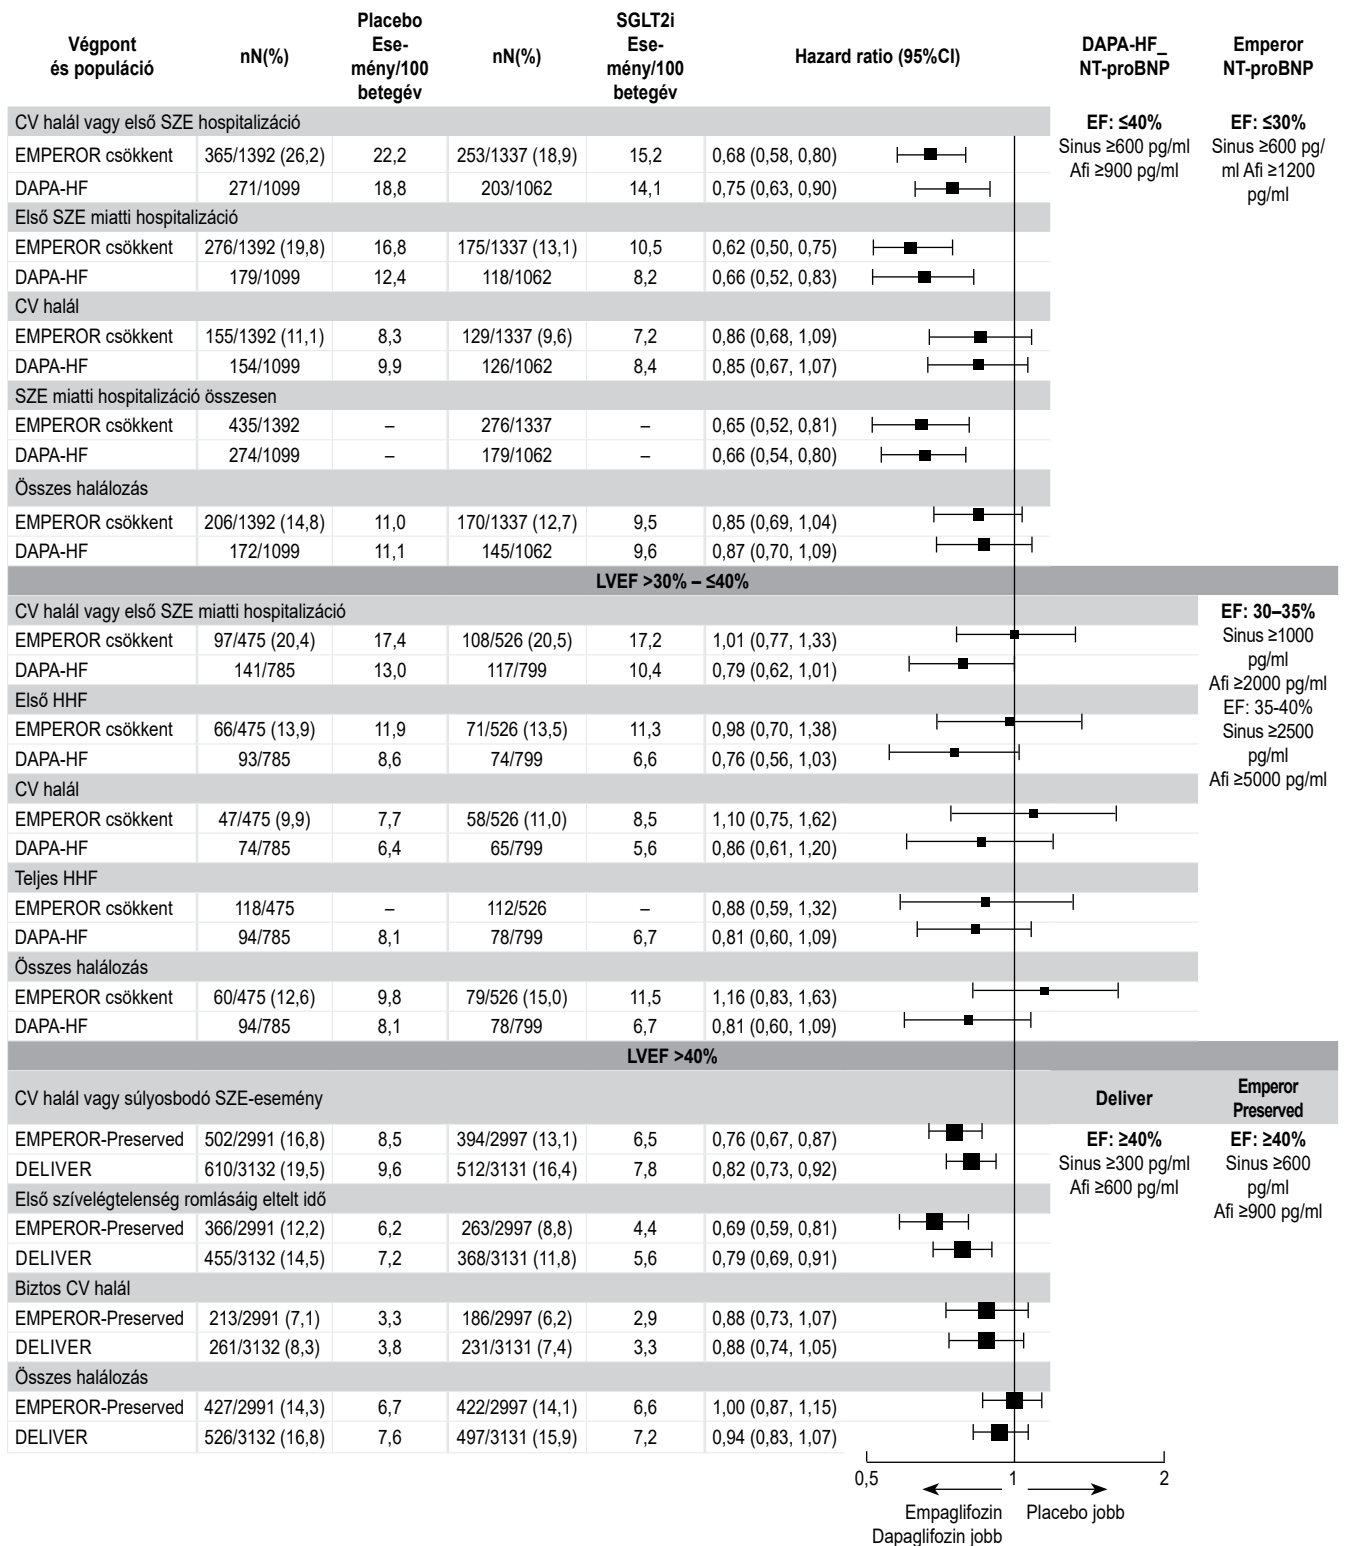 Végpont és populáció nN(%) Placebo Ese-mény/100 betegév nN(%) SGLT2i Ese-mény/100 betegév Hazard ratio (95%CI) DAPA-HF_ NT-proBNP Emperor NT-proBNP
CV halál vagy első SZE hospitalizáció
EMPEROR csökkent 365/1392 (26,2) 22,2 253/1337 (18,9) 15,2 0,68 (0,58, 0,80)
DAPA-HF 271/1099 18,8 203/1062 14,1 0,75 (0,63, 0,90)
EF: ≤40%
Sinus ≥600 pg/ml
Afi ≥900 pg/ml
EF: ≤30%
Sinus ≥600 pg/
ml Afi ≥1200
pg/ml
Első SZE miatti hospitalizáció
EMPEROR csökkent 276/1392 (19,8) 16,8 175/1337 (13,1) 10,5 0,62 (0,50, 0,75)
DAPA-HF 179/1099 12,4 118/1062 8,2 0,66 (0,52, 0,83)
CV halál
EMPEROR csökkent 155/1392 (11,1) 8,3 129/1337 (9,6) 7,2 0,86 (0,68, 1,09)
DAPA-HF 154/1099 9,9 126/1062 8,4 0,85 (0,67, 1,07)
SZE miatti hospitalizáció összesen
EMPEROR csökkent 435/1392 – 276/1337 – 0,65 (0,52, 0,81)
DAPA-HF 274/1099 – 179/1062 – 0,66 (0,54, 0,80)
Összes halálozás
EMPEROR csökkent 206/1392 (14,8) 11,0 170/1337 (12,7) 9,5 0,85 (0,69, 1,04)
DAPA-HF 172/1099 11,1 145/1062 9,6 0,87 (0,70, 1,09)
LVEF >30% – ≤40%
CV halál vagy első SZE miatti hospitalizáció
EMPEROR csökkent 97/475 (20,4) 17,4 108/526 (20,5) 17,2 1,01 (0,77, 1,33)
DAPA-HF 141/785 13,0 117/799 10,4 0,79 (0,62, 1,01)
EF: 30–35%
Sinus ≥1000
pg/ml
Afi ≥2000 pg/ml
EF: 35-40%
Sinus ≥2500
pg/ml
Afi ≥5000 pg/ml
Első HHF
EMPEROR csökkent 66/475 (13,9) 11,9 71/526 (13,5) 11,3 0,98 (0,70, 1,38)
DAPA-HF 93/785 8,6 74/799 6,6 0,76 (0,56, 1,03)
CV halál
EMPEROR csökkent 47/475 (9,9) 7,7 58/526 (11,0) 8,5 1,10 (0,75, 1,62)
DAPA-HF 74/785 6,4 65/799 5,6 0,86 (0,61, 1,20)
Teljes HHF
EMPEROR csökkent 118/475 – 112/526 – 0,88 (0,59, 1,32)
DAPA-HF 94/785 8,1 78/799 6,7 0,81 (0,60, 1,09)
Összes halálozás
EMPEROR csökkent 60/475 (12,6) 9,8 79/526 (15,0) 11,5 1,16 (0,83, 1,63)
DAPA-HF 94/785 8,1 78/799 6,7 0,81 (0,60, 1,09)
LVEF >40%
CV halál vagy súlyosbodó SZE-esemény Deliver Emperor Preserved
EMPEROR-Preserved 502/2991 (16,8) 8,5 394/2997 (13,1) 6,5 0,76 (0,67, 0,87)
DELIVER 610/3132 (19,5) 9,6 512/3131 (16,4) 7,8 0,82 (0,73, 0,92)
EF: ≥40%
Sinus ≥300 pg/ml
Afi ≥600 pg/ml
EF: ≥40%
Sinus ≥600
pg/ml
Afi ≥900 pg/ml
Első szívelégtelenség romlásáig eltelt idő
EMPEROR-Preserved 366/2991 (12,2) 6,2 263/2997 (8,8) 4,4 0,69 (0,59, 0,81)
DELIVER 455/3132 (14,5) 7,2 368/3131 (11,8) 5,6 0,79 (0,69, 0,91)
Biztos CV halál
EMPEROR-Preserved 213/2991 (7,1) 3,3 186/2997 (6,2) 2,9 0,88 (0,73, 1,07)
DELIVER 261/3132 (8,3) 3,8 231/3131 (7,4) 3,3 0,88 (0,74, 1,05)
Összes halálozás
EMPEROR-Preserved 427/2991 (14,3) 6,7 422/2997 (14,1) 6,6 1,00 (0,87, 1,15)
DELIVER 526/3132 (16,8) 7,6 497/3131 (15,9) 7,2 0,94 (0,83, 1,07)
0,5 1 2
Empaglifozin Placebo jobb
Dapaglifozin jobb